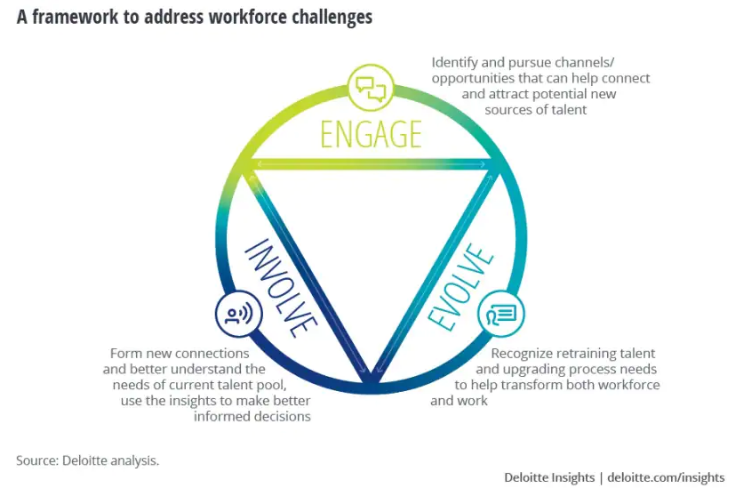 A framework to address workforce challenges
Identify and pursue channels/
opportunities that can help connect
and attract potential new
sources of talent
ENGAGE
INVOLVE
EVOLVE
Form new connections
and better understand the
needs of current talent pool,
use the insights to make better
informed decisions
Recognize retraining talent
and upgrading process needs
to help transform both workforce
and work
Source: Deloitte analysis.
Deloitte Insights | deloitte.com/insights